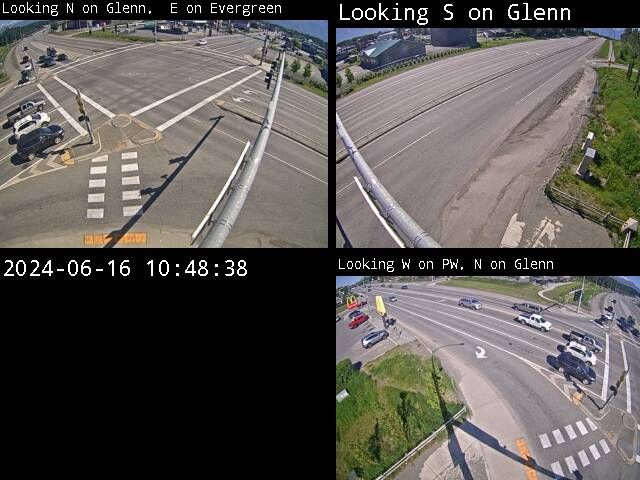 Looking N on Glenn, E on Evergreen
Looking S on Glenn
2024-06-16 10:48:38
Looking W on PW, N on Glenn